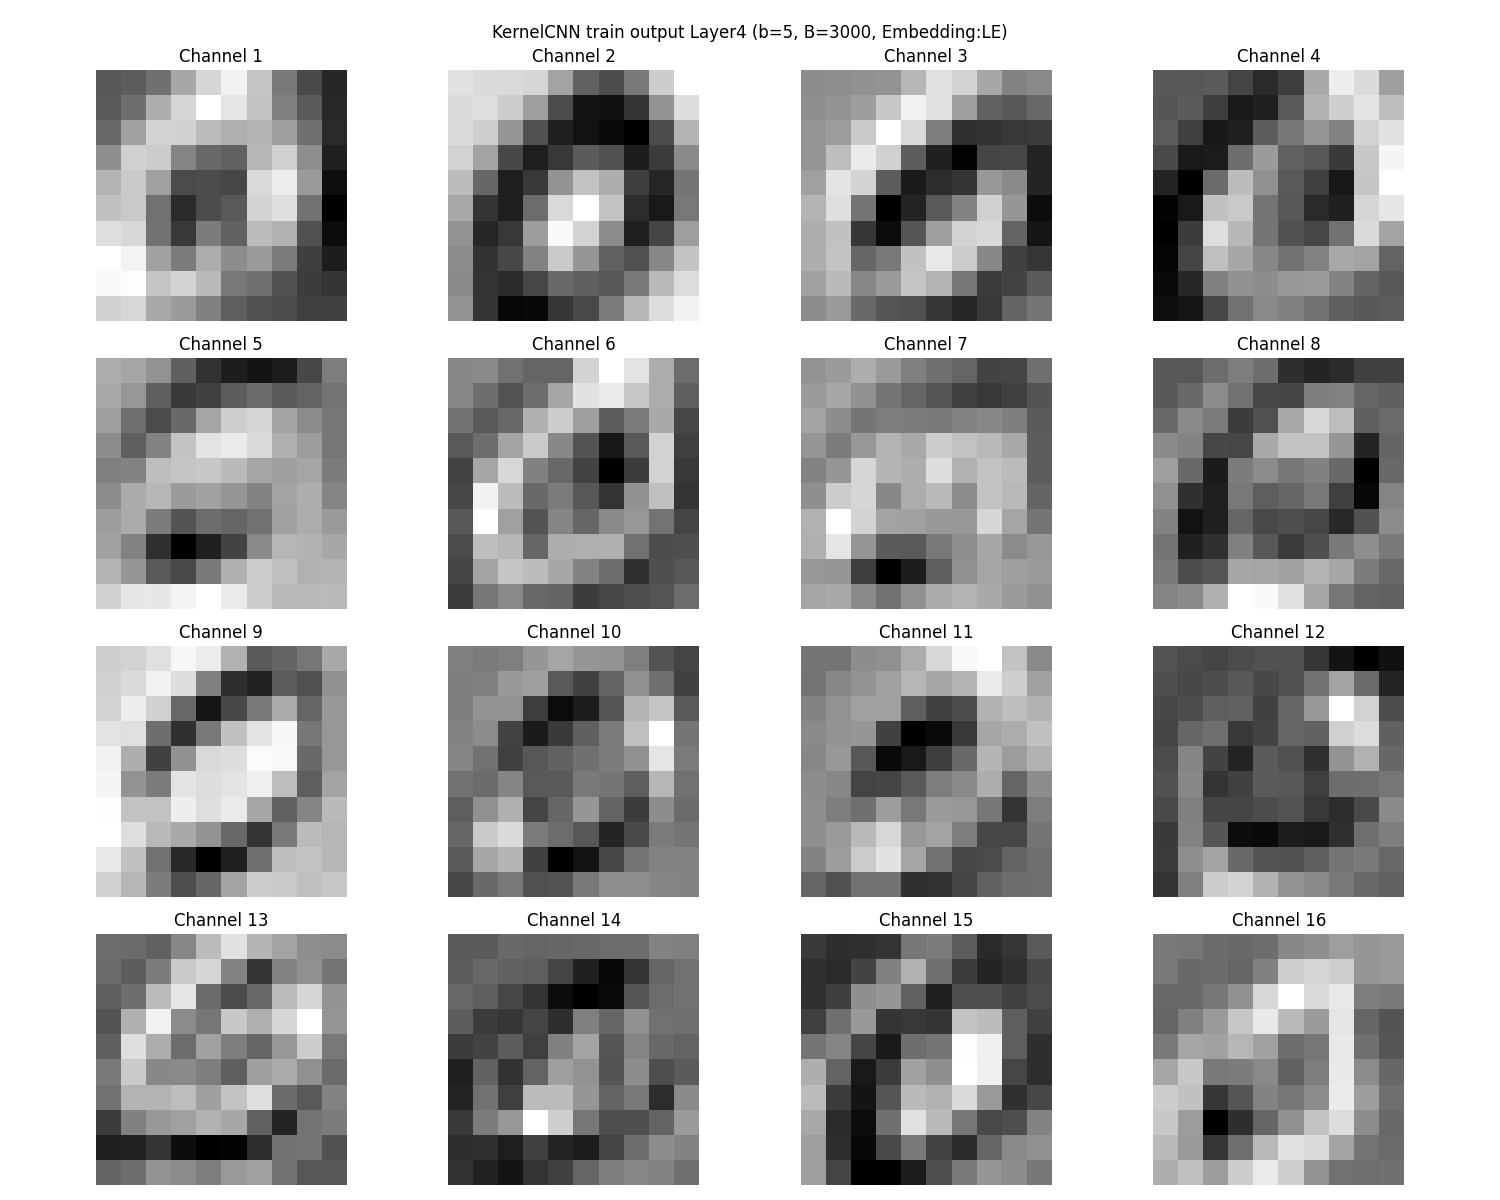 KernelCNN train output Layer4 (b=5, B=3000, Embedding:LE)
Channel 1
Channel 2
Channel 3
Channel 4
Channel 5
Channel 6
Channel 7
Channel 8
Channel 9
Channel 10
Channel 11
Channel 12
Channel 13
Channel 14
Channel 15
Channel 16